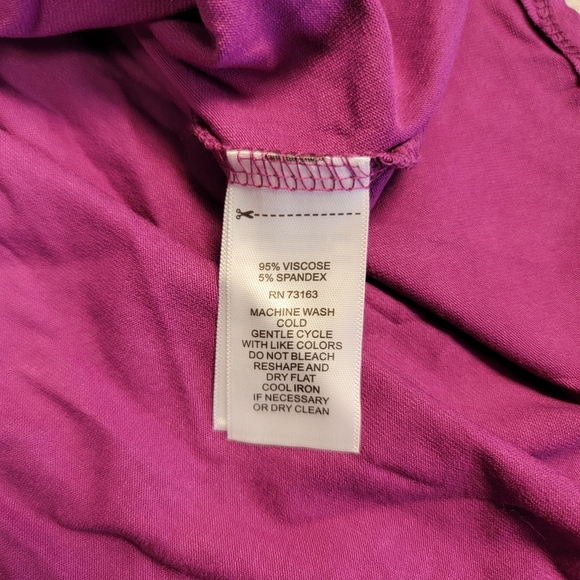 95% VISCOSE
5% SPANDEX
RN 73163
MACHINE WASH
COLD
GENTLE CYCLE
WITH LIKE COLORS
DO NOT BLEACH
RESHAPE AND
DRY FLAT
COOL IRON
IF NECESSARY
OR DRY CLEAN